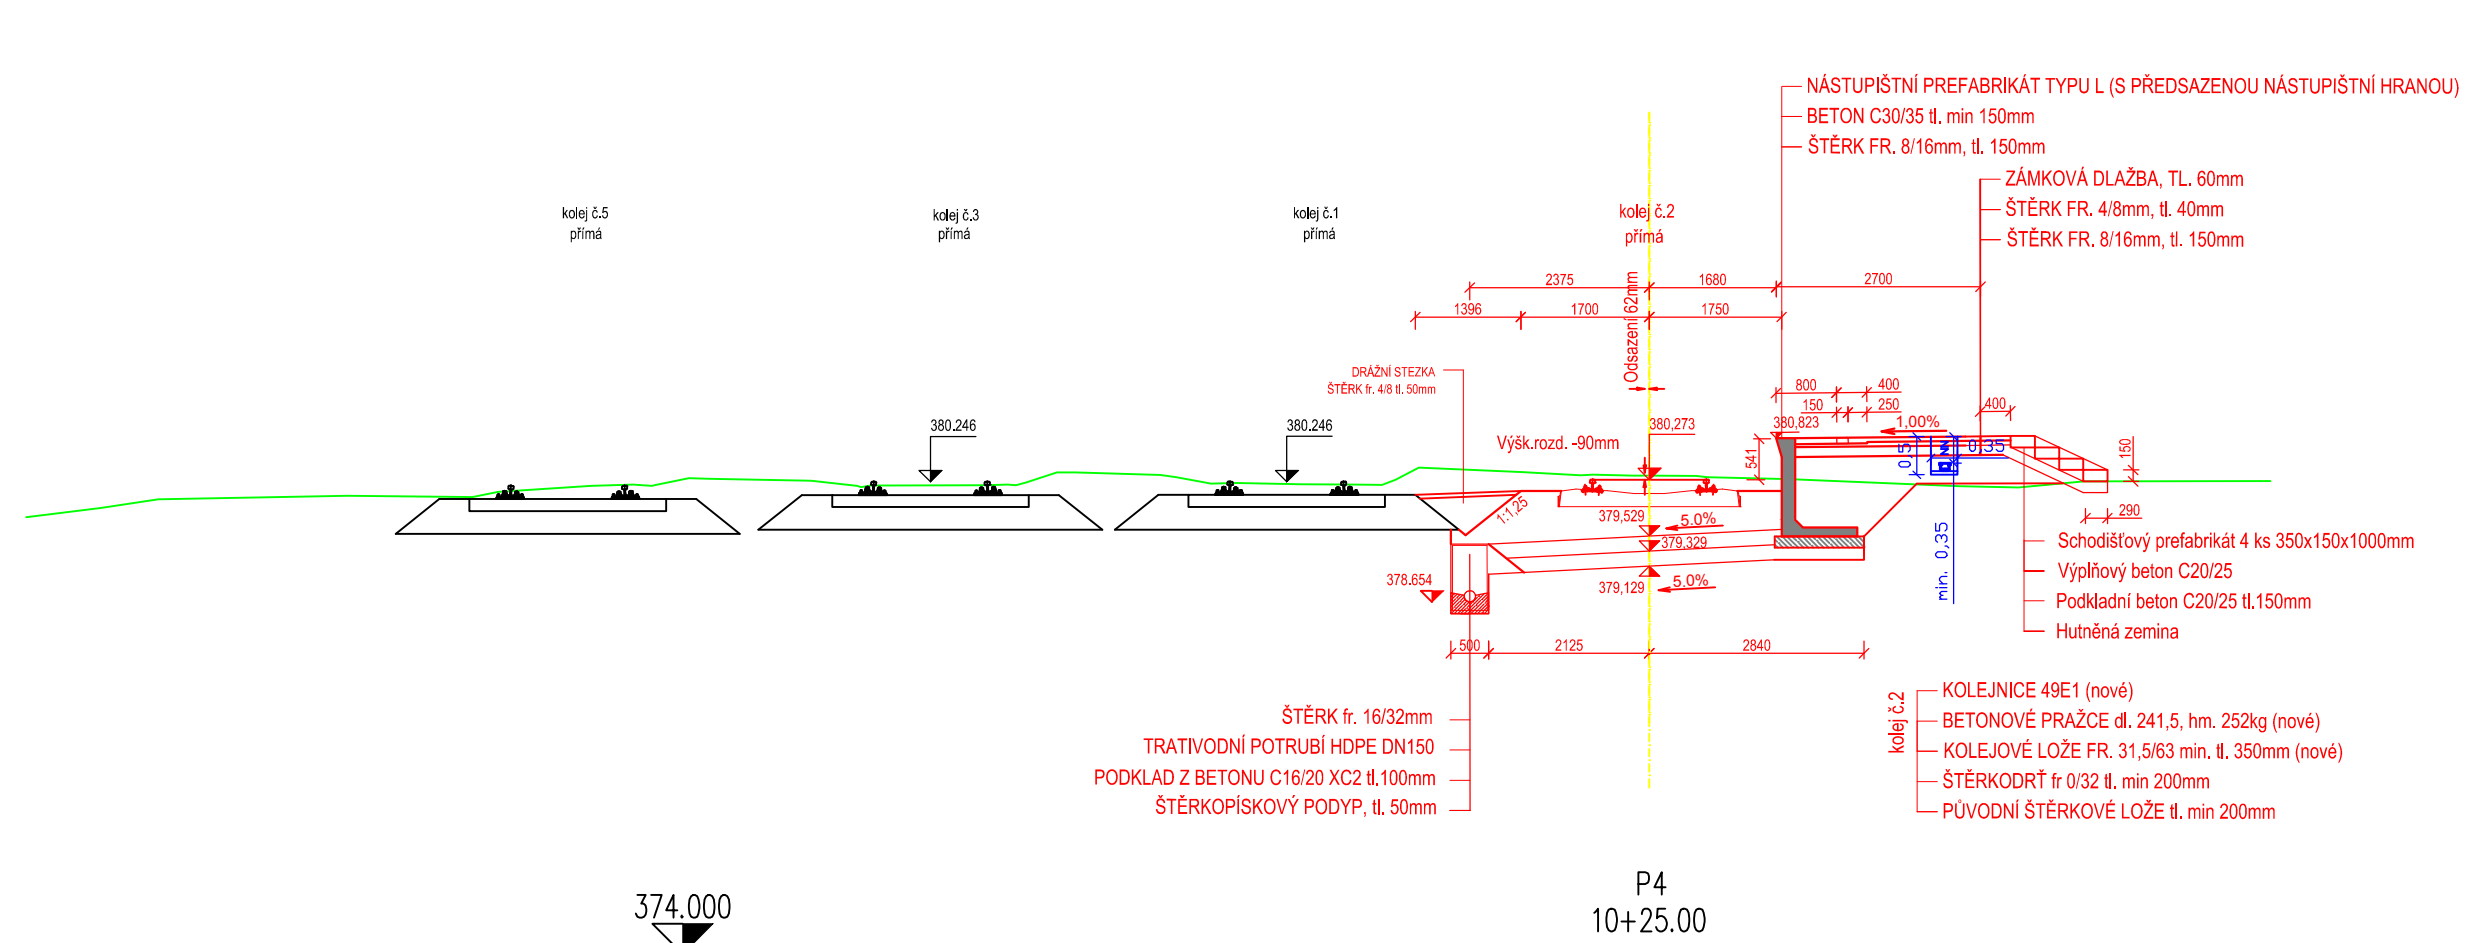 NÁSTUPIŠTNÍ PREFABRIKÁT TYPU L (S PŘEDSAZENOU NÁSTUPIŠTNÍ HRANOU)
BETON C30/35 tl. min 150mm
ŠTĚRK FR. 8/16mm, tl. 150mm
ZÁMKOVÁ DLAŽBA, TL. 60mm
ŠTĚRK FR. 4/8mm, tl. 40mm
ŠTĚRK FR. 8/16mm, tl. 150mm
kolej č.5
přímá
kolej č.3
přímá
kolej č.1
přímá
kolej č.2
přímá
2375
1680
2700
1396
1700
1750
Odsazení 62mm
DRÁŽNÍ STEZKA
ŠTĚRK fr. 4/8 tl. 50mm
800
400
150
250
400
380.246
380.246
380,273
380,823
1,00%
Výšk.rozd. -90mm
541
0,5
0,35
NN
150
1:1,25
379,529
5.0%
379,329
379,129
5.0%
378.654
290
min. 0,35
Schodišťový prefabrikát 4 ks 350x150x1000mm
Výplňový beton C20/25
Podkladní beton C20/25 tl.150mm
Hutněná zemina
500
2125
2840
ŠTĚRK fr. 16/32mm
TRATIVODNÍ POTRUBÍ HDPE DN150
PODKLAD Z BETONU C16/20 XC2 tl.100mm
ŠTĚRKOPÍSKOVÝ PODYP, tl. 50mm
kolej č.2
KOLEJNICE 49E1 (nové)
BETONOVÉ PRAŽCE dl. 241,5, hm. 252kg (nové)
KOLEJOVÉ LOŽE FR. 31,5/63 min. tl. 350mm (nové)
ŠTĚRKODRŤ fr 0/32 tl. min 200mm
PŮVODNÍ ŠTĚRKOVÉ LOŽE tl. min 200mm
374.000
P4
10+25.00